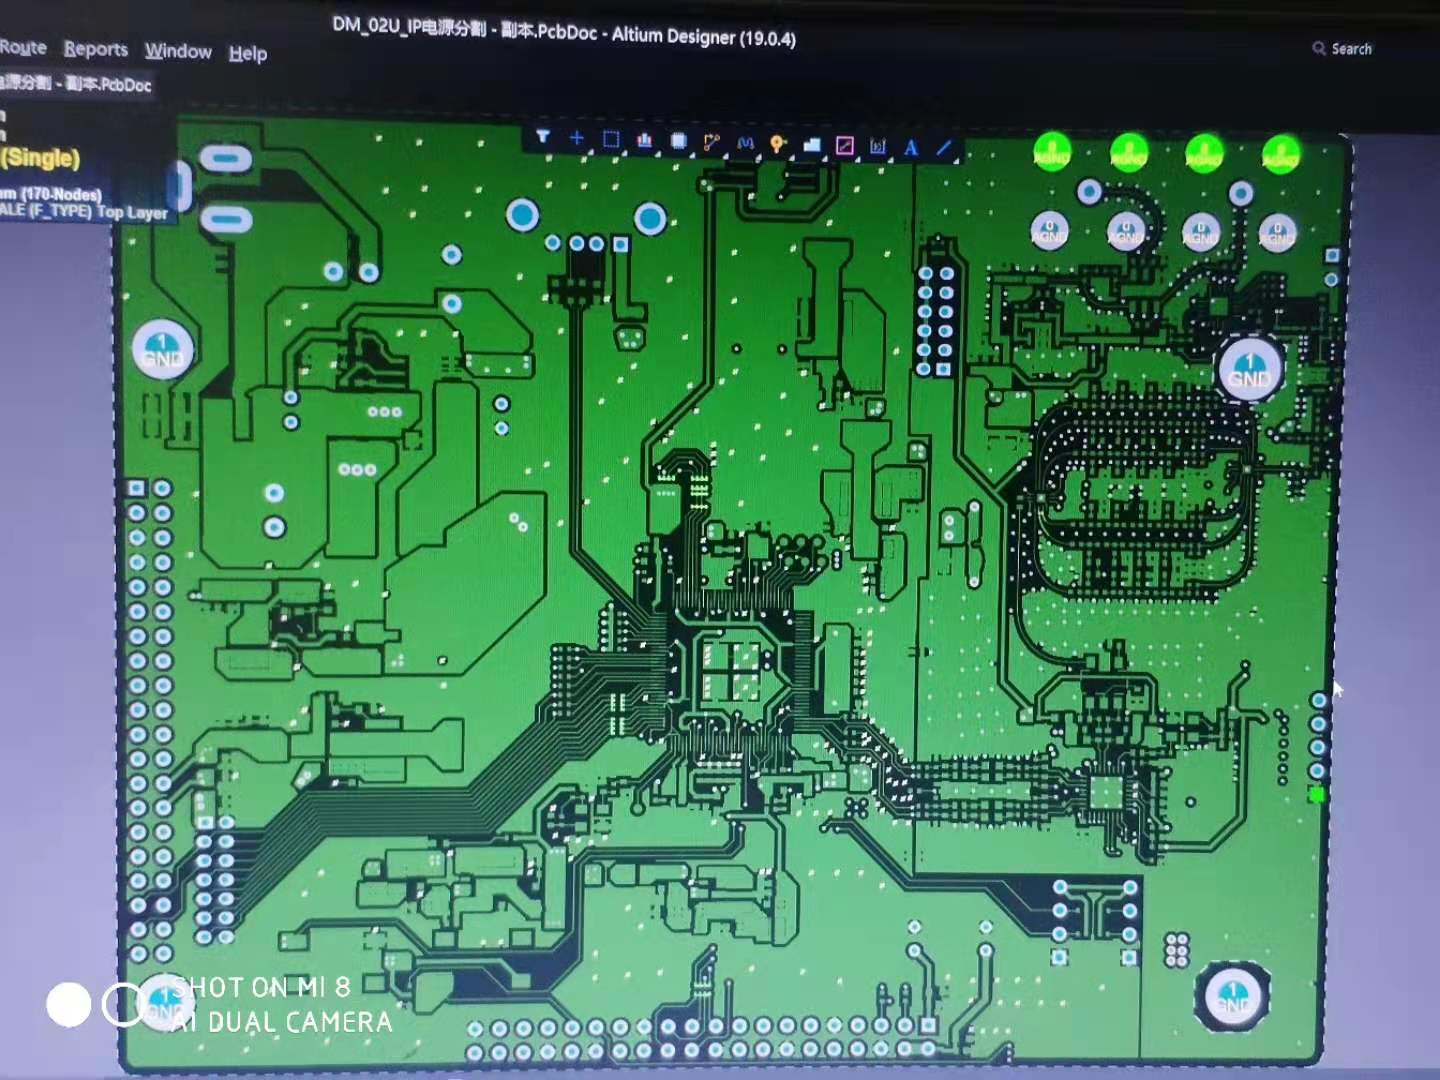 DM_02U_IP电源分割 - 副本.PcbDoc - Altium Designer (19.0.4)
Route Reports Window Help
Search
源分割 - 副本.PcbDoc
(Single)
(170-Nodes)
(F_TYPE) Top Layer
AGND AGND AGND AGND
0 AGND 0 AGND 0 AGND 0 AGND
1
GND
1
GND
1
GND
1
GND
SHOT ON MI 8
AI DUAL CAMERA